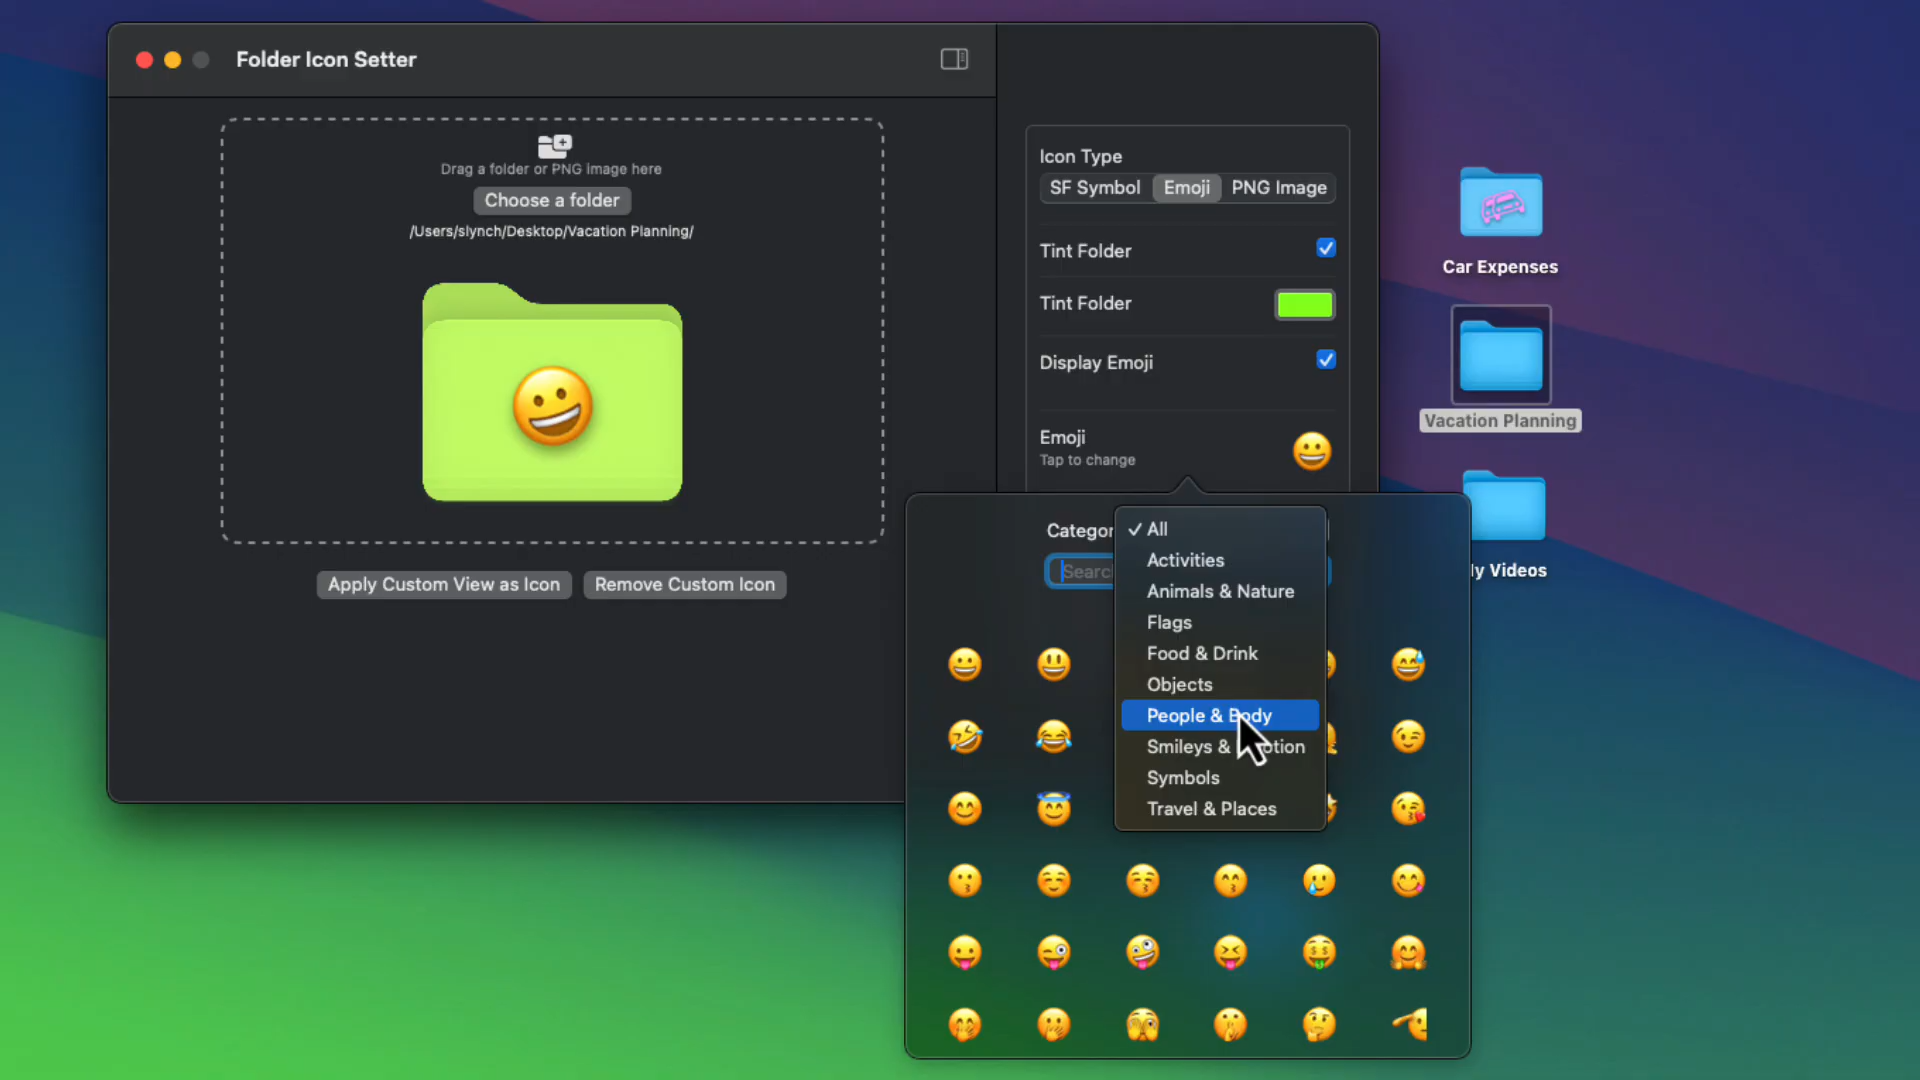 Folder Icon Setter
Drag a folder or PNG image here
Choose a folder
/Users/slynch/Desktop/Vacation Planning/
Apply Custom View as Icon
Remove Custom Icon
Icon Type
SF Symbol
Emoji
PNG Image
Tint Folder
Tint Folder
Display Emoji
Emoji
Tap to change
Categor
Searc
All
Activities
Animals & Nature
Flags
Food & Drink
Objects
People & Body
Smileys & otion
Symbols
Travel & Places
Car Expenses
Vacation Planning
y Videos